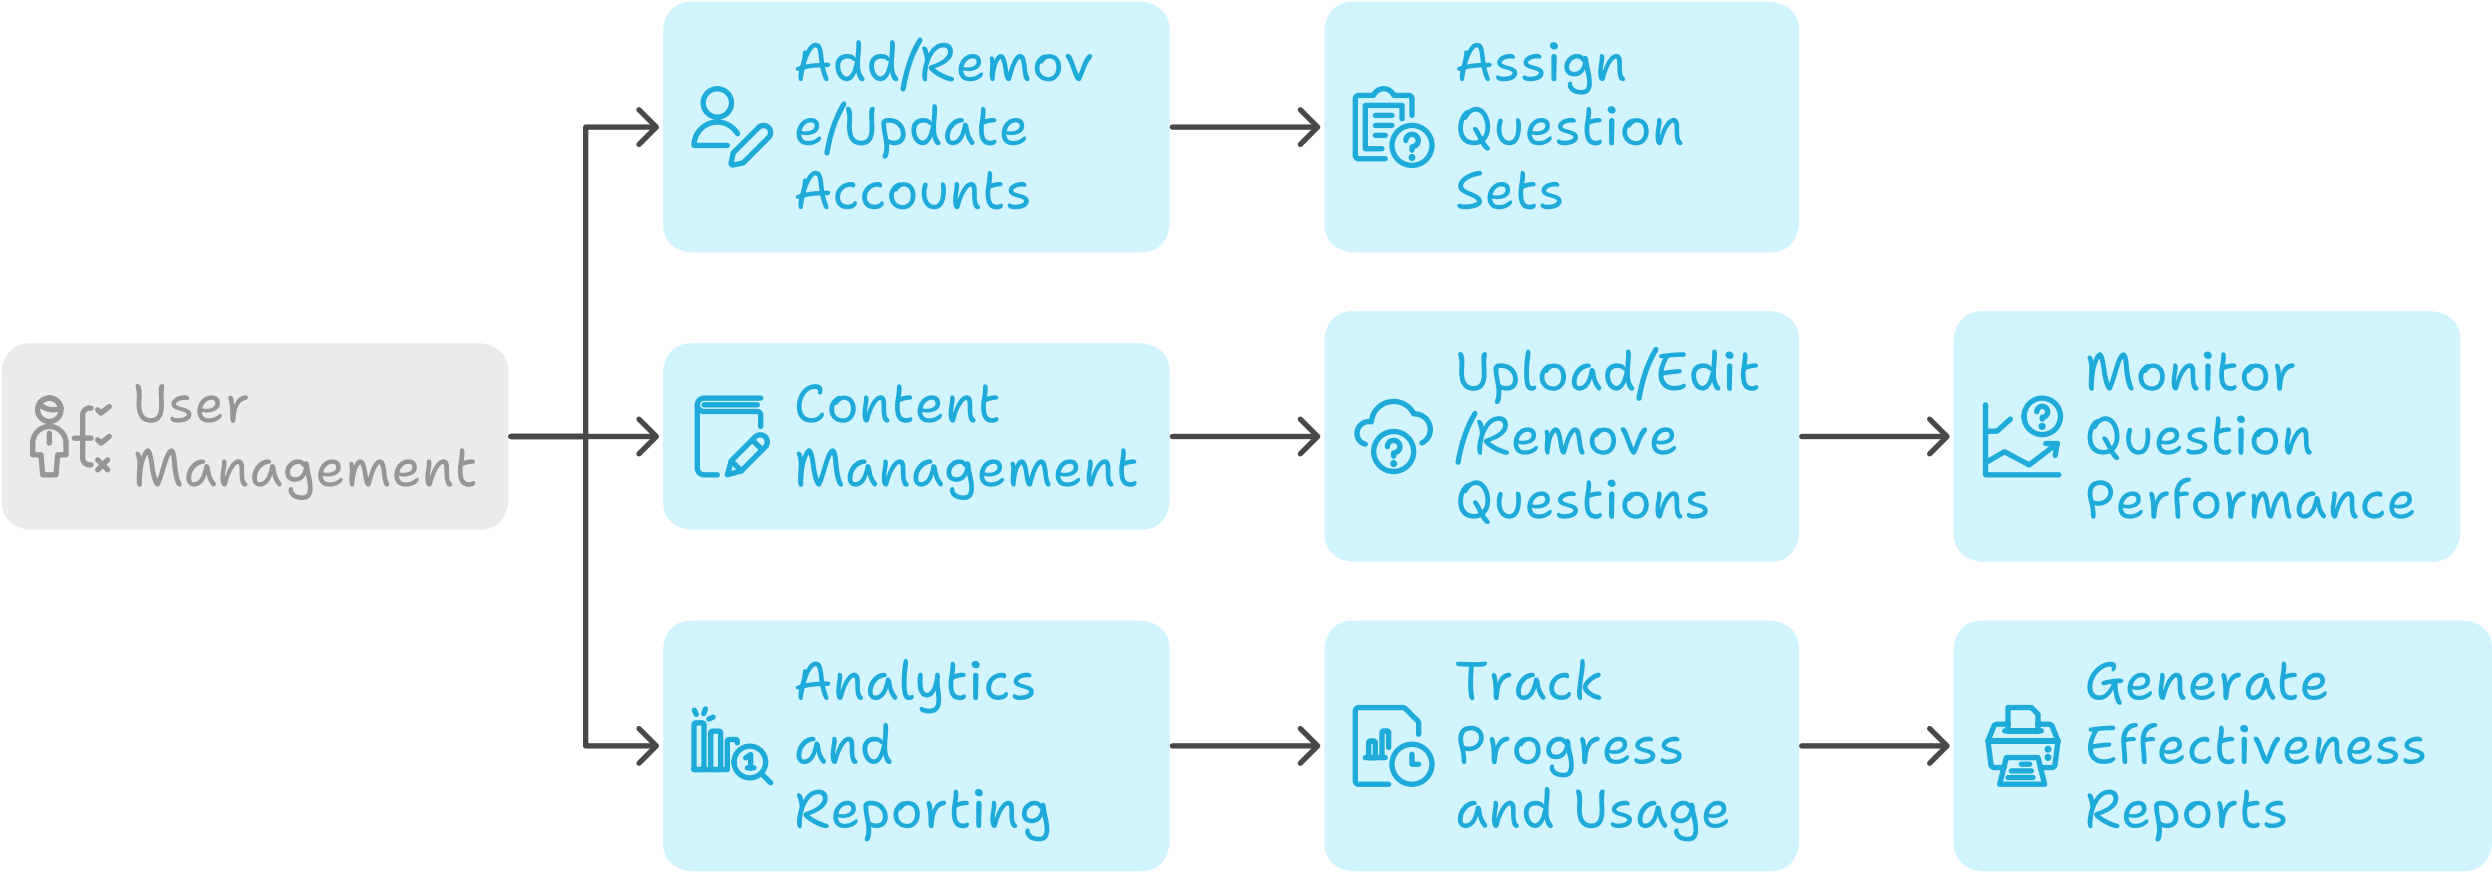 User
Management
Add/Remov
e/Update
Accounts
Assign
Question
Sets
Content
Management
Upload/Edit
/Remove
Questions
Monitor
Question
Performance
Analytics
and
Reporting
Track
Progress
and Usage
Generate
Effectiveness
Reports